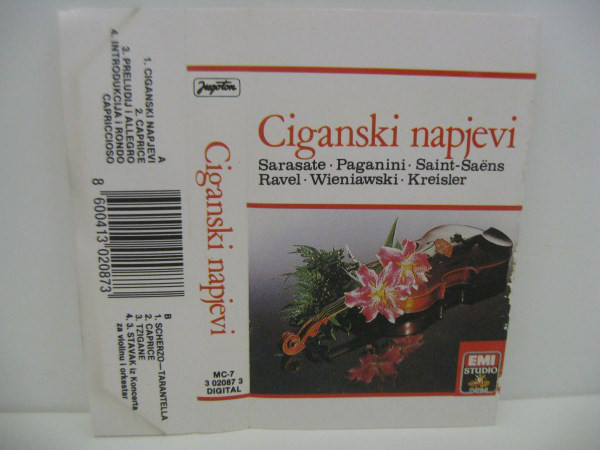 A
1. CIGANSKI NAPJEVI
2. CAPRICE
3. PRELUDIJ i ALLEGRO
4. INTRODUKCIJA i RONDO
CAPRICCIOSO
8 600413 020873
B
1. SCHERZO—TARANTELLA
2. CAPRICE
3. TZIGANE
4. 3. STAVAK iz Koncerta
za violinu i orkestar
Jugoton
Ciganski napjevi
MC-7
3 02087 3
DIGITAL
Ciganski napjevi
Sarasate · Paganini · Saint-Saëns
Ravel · Wieniawski · Kreisler
EMI
STUDIO